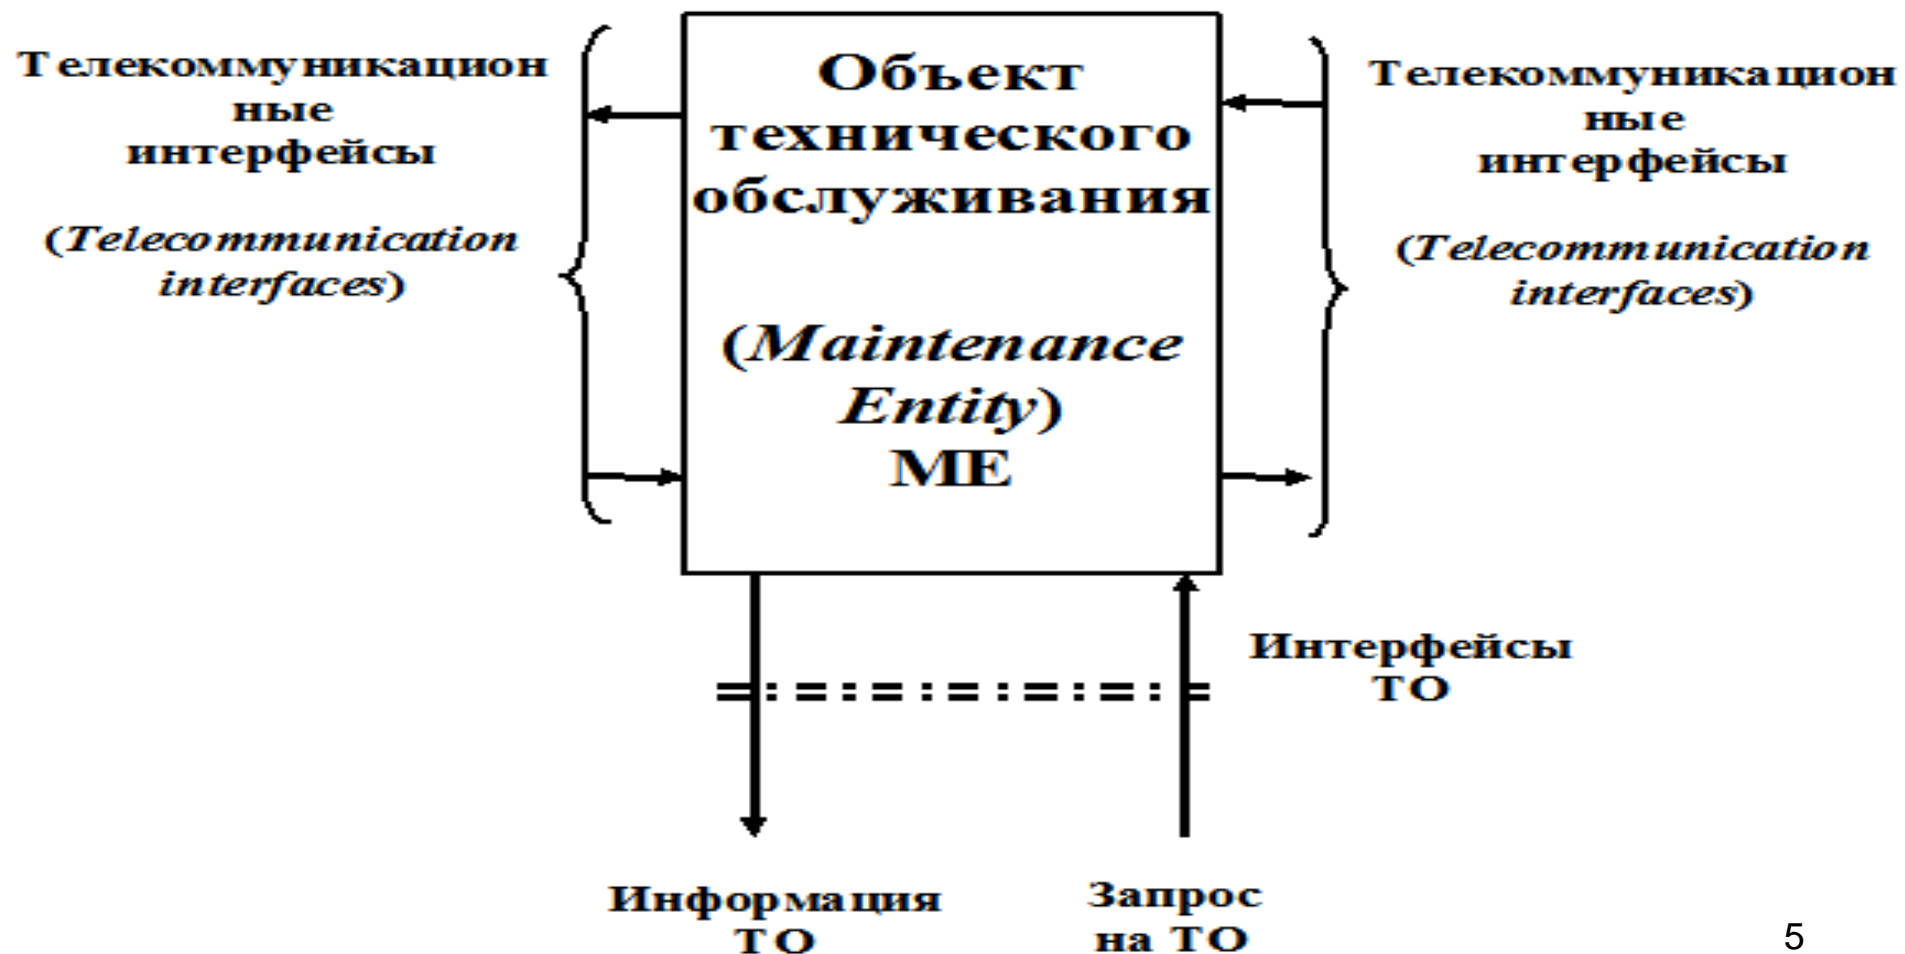 Телекоммуникацион
ные
интерфейсы
(Telecommunication
interfaces)
Объект
технического
обслуживания
(Maintenance
Entity)
ME
Телекоммуникацион
ные
интерфейсы
(Telecommunication
interfaces)
Интерфейсы
ТО
Информация
ТО
Запрос
на ТО
5